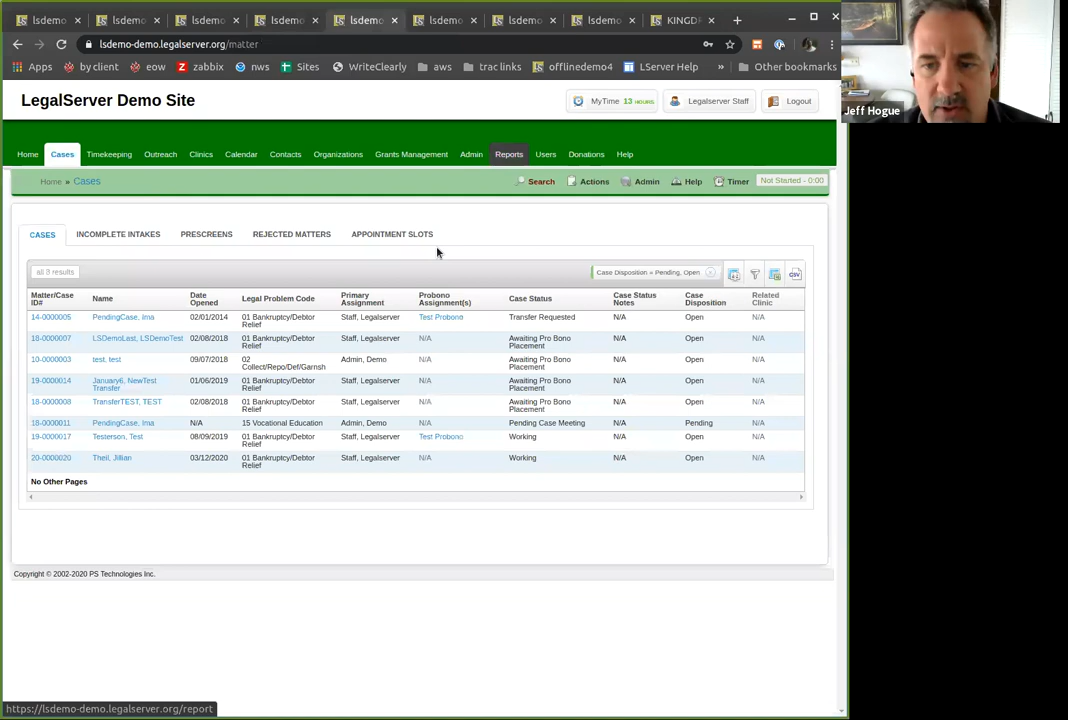 lsdemo
lsdemo
lsdemo
lsdemo
lsdemo
lsdemo
lsdemo
lsdemo
KINGDF
lsdemo-demo.legalserver.org/matter
Apps
by client
eow
zabbix
nws
Sites
WriteClearly
aws
trac links
offlinedemo4
LServer Help
»
Other bookmarks
Jeff Hogue
LegalServer Demo Site
MyTime 13 HOURS
Legalserver Staff
Logout
Home
Cases
Timekeeping
Outreach
Clinics
Calendar
Contacts
Organizations
Grants Management
Admin
Reports
Users
Donations
Help
Home » Cases
Search
Actions
Admin
Help
Timer
Not Started - 0:00
CASES
INCOMPLETE INTAKES
PRESCREENS
REJECTED MATTERS
APPOINTMENT SLOTS
all 8 results
Case Disposition = Pending, Open
CSV
Matter/Case ID# Name Date Opened Legal Problem Code Primary Assignment Probono Assignment(s) Case Status Case Status Notes Case Disposition Related Clinic
14-0000005 PendingCase, Ima 02/01/2014 01 Bankruptcy/Debtor Relief Staff, Legalserver Test Probono Transfer Requested N/A Open N/A
18-0000007 LSDemoLast, LSDemoTest 02/08/2018 01 Bankruptcy/Debtor Relief Staff, Legalserver N/A Awaiting Pro Bono Placement N/A Open N/A
10-0000003 test, test 09/07/2018 02 Collect/Repo/Def/Garnsh Admin, Demo N/A Awaiting Pro Bono Placement N/A Open N/A
19-0000014 January6, NewTest Transfer 01/06/2019 01 Bankruptcy/Debtor Relief Staff, Legalserver N/A Awaiting Pro Bono Placement N/A Open N/A
18-0000008 TransferTEST, TEST 02/08/2018 01 Bankruptcy/Debtor Relief Staff, Legalserver N/A Awaiting Pro Bono Placement N/A Open N/A
18-0000011 PendingCase, Ima N/A 15 Vocational Education Admin, Demo N/A Pending Case Meeting N/A Pending N/A
19-0000017 Testerson, Test 08/09/2019 01 Bankruptcy/Debtor Relief Staff, Legalserver Test Probono Working N/A Open N/A
20-0000020 Theil, Jillian 03/12/2020 01 Bankruptcy/Debtor Relief Staff, Legalserver N/A Working N/A Open N/A
No Other Pages
Copyright © 2002-2020 PS Technologies Inc.
https://lsdemo-demo.legalserver.org/report